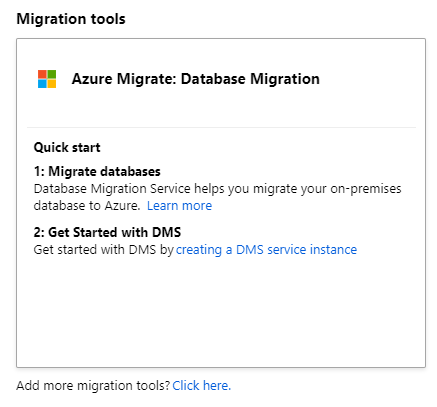 Migration tools
Azure Migrate: Database Migration
Quick start
1: Migrate databases
Database Migration Service helps you migrate your on-premises
database to Azure. Learn more
2: Get Started with DMS
Get started with DMS by creating a DMS service instance
Add more migration tools? Click here.